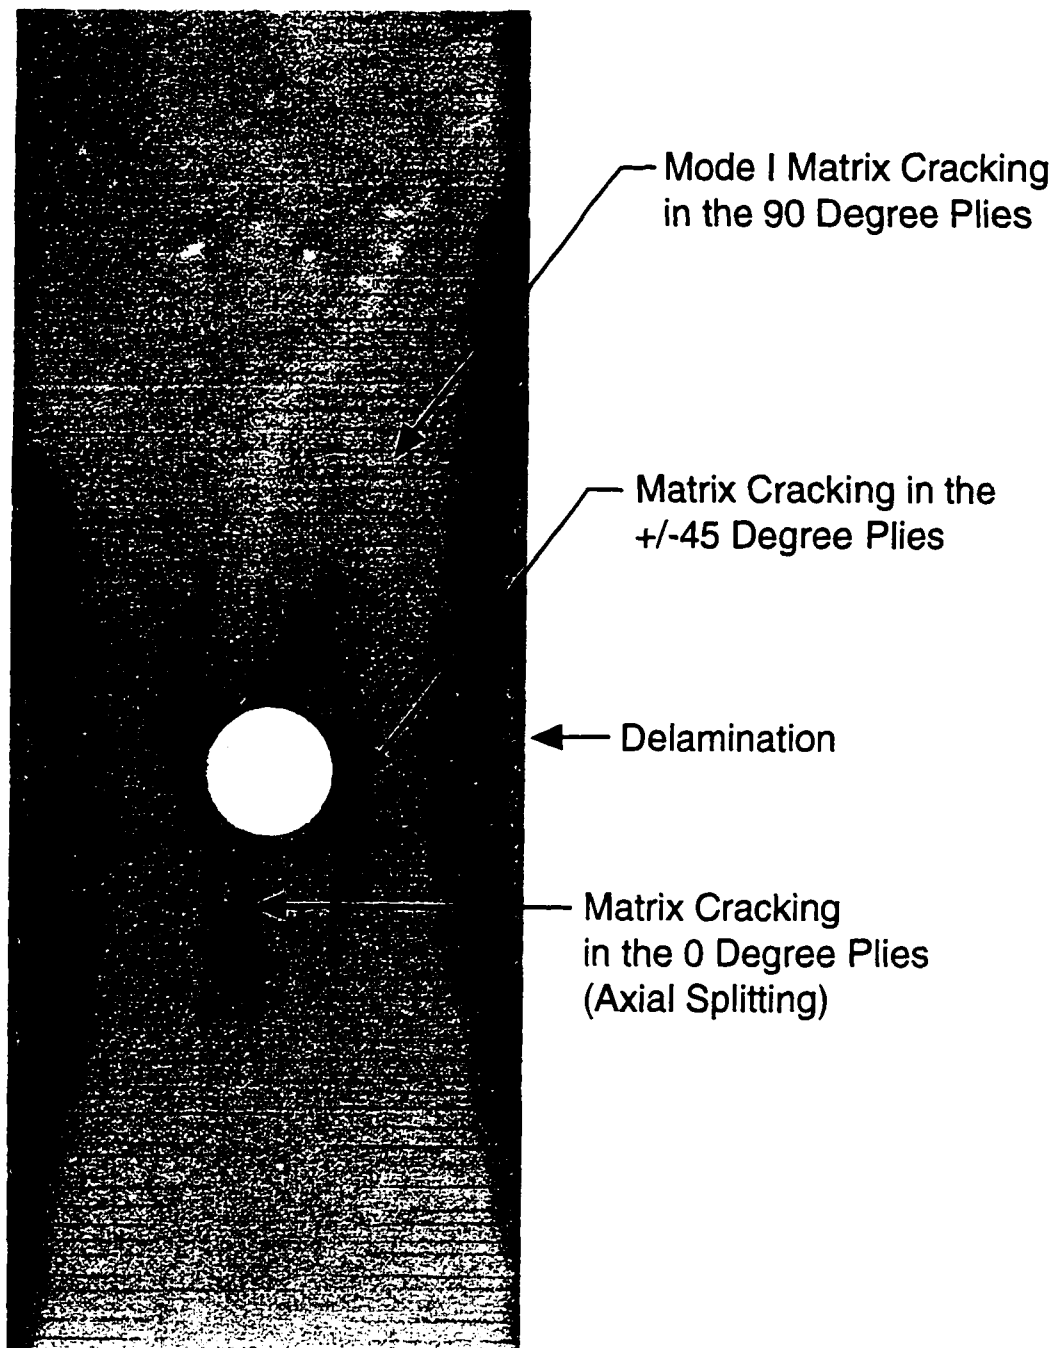 Mode I Matrix Cracking
in the 90 Degree Plies
Matrix Cracking in the
+/-45 Degree Plies
Delamination
Matrix Cracking
in the 0 Degree Plies
(Axial Splitting)